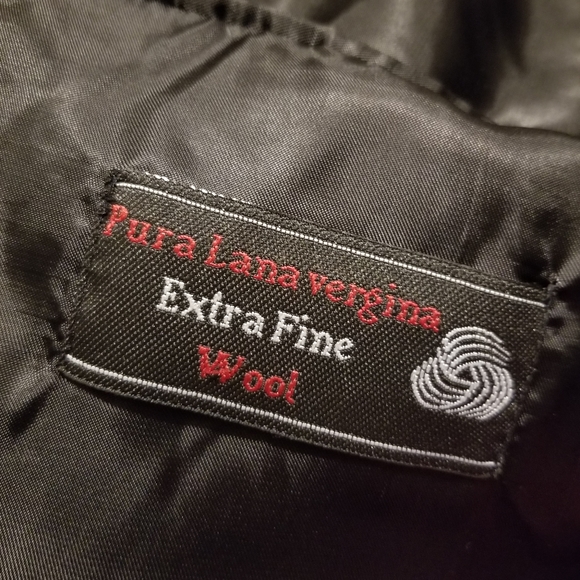 Pura Lana vergina
Extra Fine
Wool